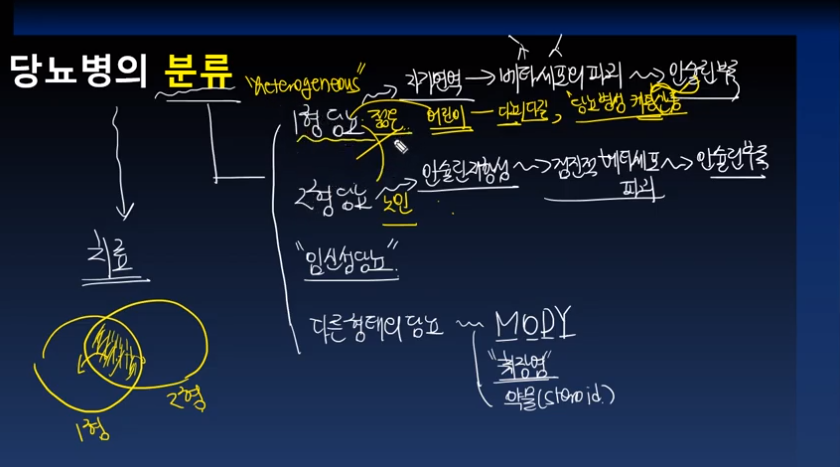 당뇨병의 분류
"heterogeneous"
자가면역 → 베타세포의 파괴 ~> 안슐린부족
1형 당뇨 젊은 어린이 — 다뇨다갈, "당뇨병성 케톤산증
안슐린저항성 ~> 점진적 베타세포 파괴 ~> 안슐린부족
2형당뇨 노인
치료
"임신성당뇨"
다른형태의 당뇨 ~ MODY
"췌장염"
약물(steroid.)
1형
2형